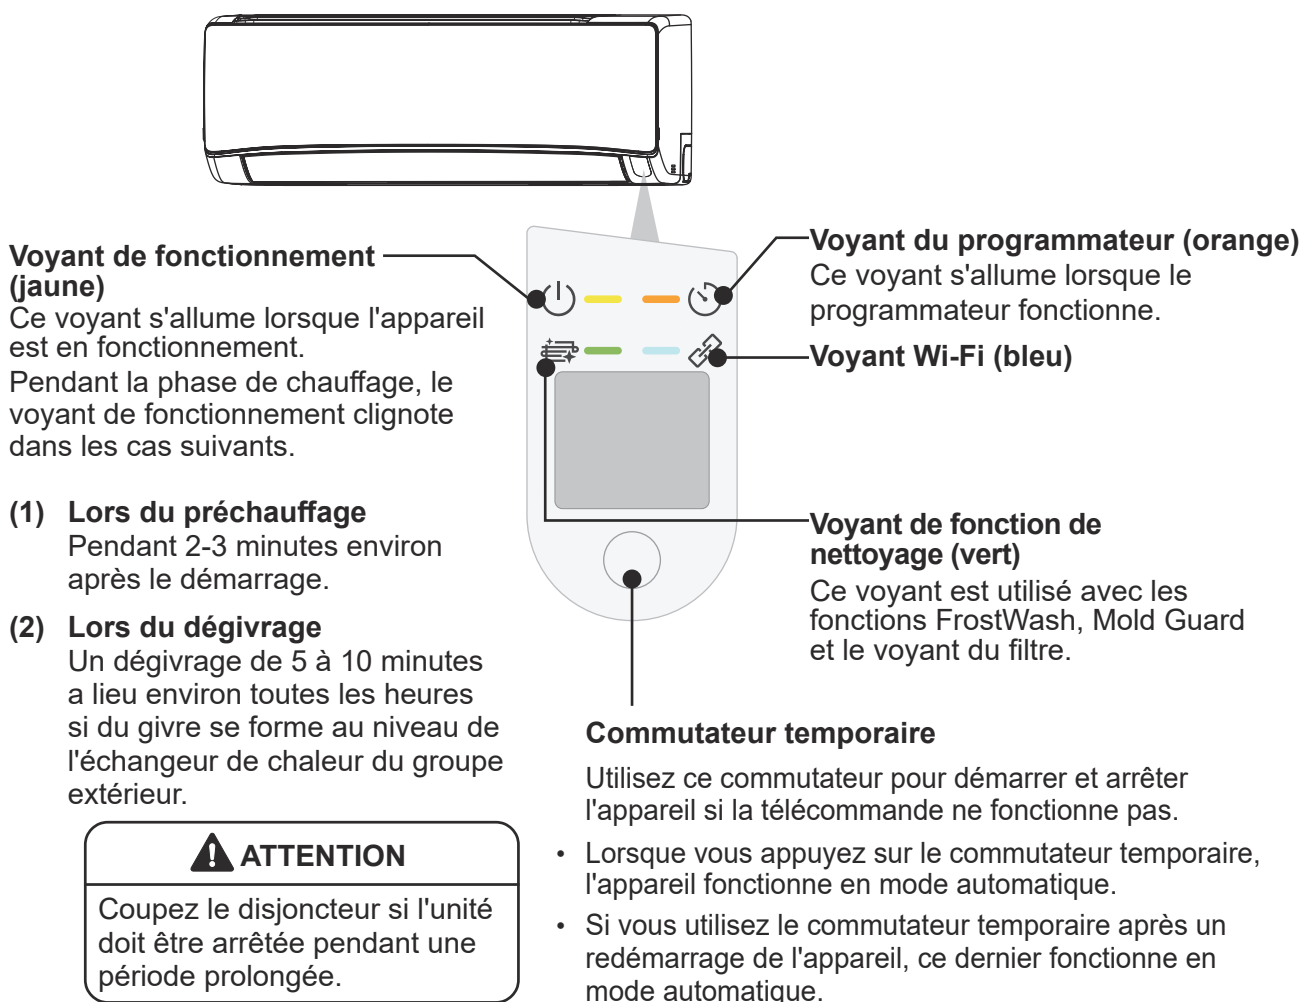 Voyant de fonctionnement
(jaune)
Ce voyant s'allume lorsque l'appareil
est en fonctionnement.
Pendant la phase de chauffage, le
voyant de fonctionnement clignote
dans les cas suivants.
(1) Lors du préchauffage
Pendant 2-3 minutes environ
après le démarrage.
(2) Lors du dégivrage
Un dégivrage de 5 à 10 minutes
a lieu environ toutes les heures
si du givre se forme au niveau de
l'échangeur de chaleur du groupe
extérieur.
ATTENTION
Coupez le disjoncteur si l'unité
doit être arrêtée pendant une
période prolongée.
Voyant du programmateur (orange)
Ce voyant s'allume lorsque le
programmateur fonctionne.
Voyant Wi-Fi (bleu)
Voyant de fonction de
nettoyage (vert)
Ce voyant est utilisé avec les
fonctions FrostWash, Mold Guard
et le voyant du filtre.
Commutateur temporaire
Utilisez ce commutateur pour démarrer et arrêter
l'appareil si la télécommande ne fonctionne pas.
• Lorsque vous appuyez sur le commutateur temporaire,
l'appareil fonctionne en mode automatique.
• Si vous utilisez le commutateur temporaire après un
redémarrage de l'appareil, ce dernier fonctionne en
mode automatique.